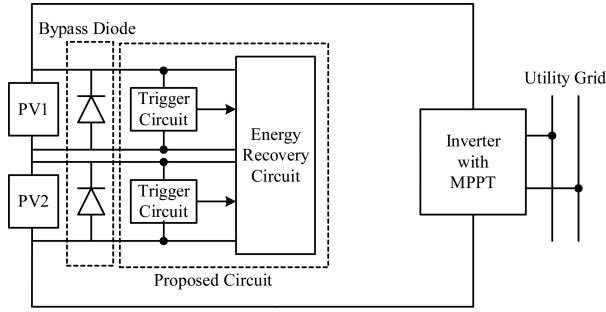 Bypass Diode
Utility Grid
PV1
Trigger
Circuit
Energy
Recovery
Circuit
Inverter
with
MPPT
PV2
Trigger
Circuit
Proposed Circuit